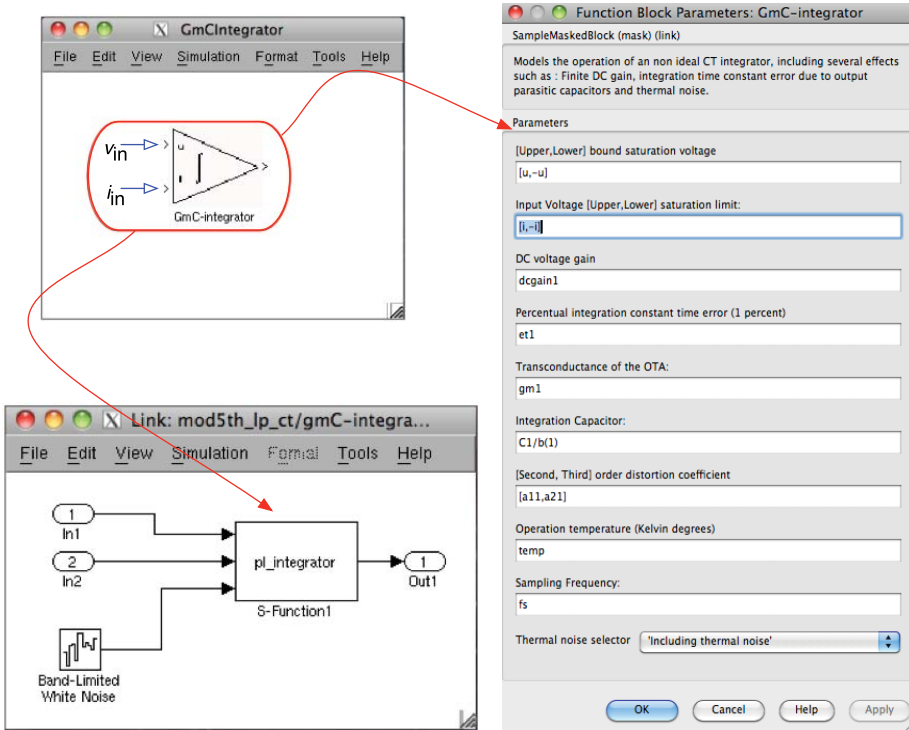 GmCIntegrator
File Edit View Simulation Format Tools Help
vin
iin
u
i
GmC-integrator
Link: mod5th_lp_ct/gmC-integra...
File Edit View Simulation Format Tools Help
1
In1
2
In2
pl_integrator
S-Function1
1
Out1
Band-Limited
White Noise
Function Block Parameters: GmC-integrator
SampleMaskedBlock (mask) (link)
Models the operation of an non ideal CT integrator, including several effects
such as : Finite DC gain, integration time constant error due to output
parasitic capacitors and thermal noise.
Parameters
[Upper,Lower] bound saturation voltage
[u,-u]
Input Voltage [Upper,Lower] saturation limit:
[i,-i]
DC voltage gain
dcgain1
Percentual integration constant time error (1 percent)
et1
Transconductance of the OTA:
gm1
Integration Capacitor:
C1/b(1)
[Second, Third] order distortion coefficient
[a11,a21]
Operation temperature (Kelvin degrees)
temp
Sampling Frequency:
fs
Thermal noise selector 'Including thermal noise'
OK Cancel Help Apply